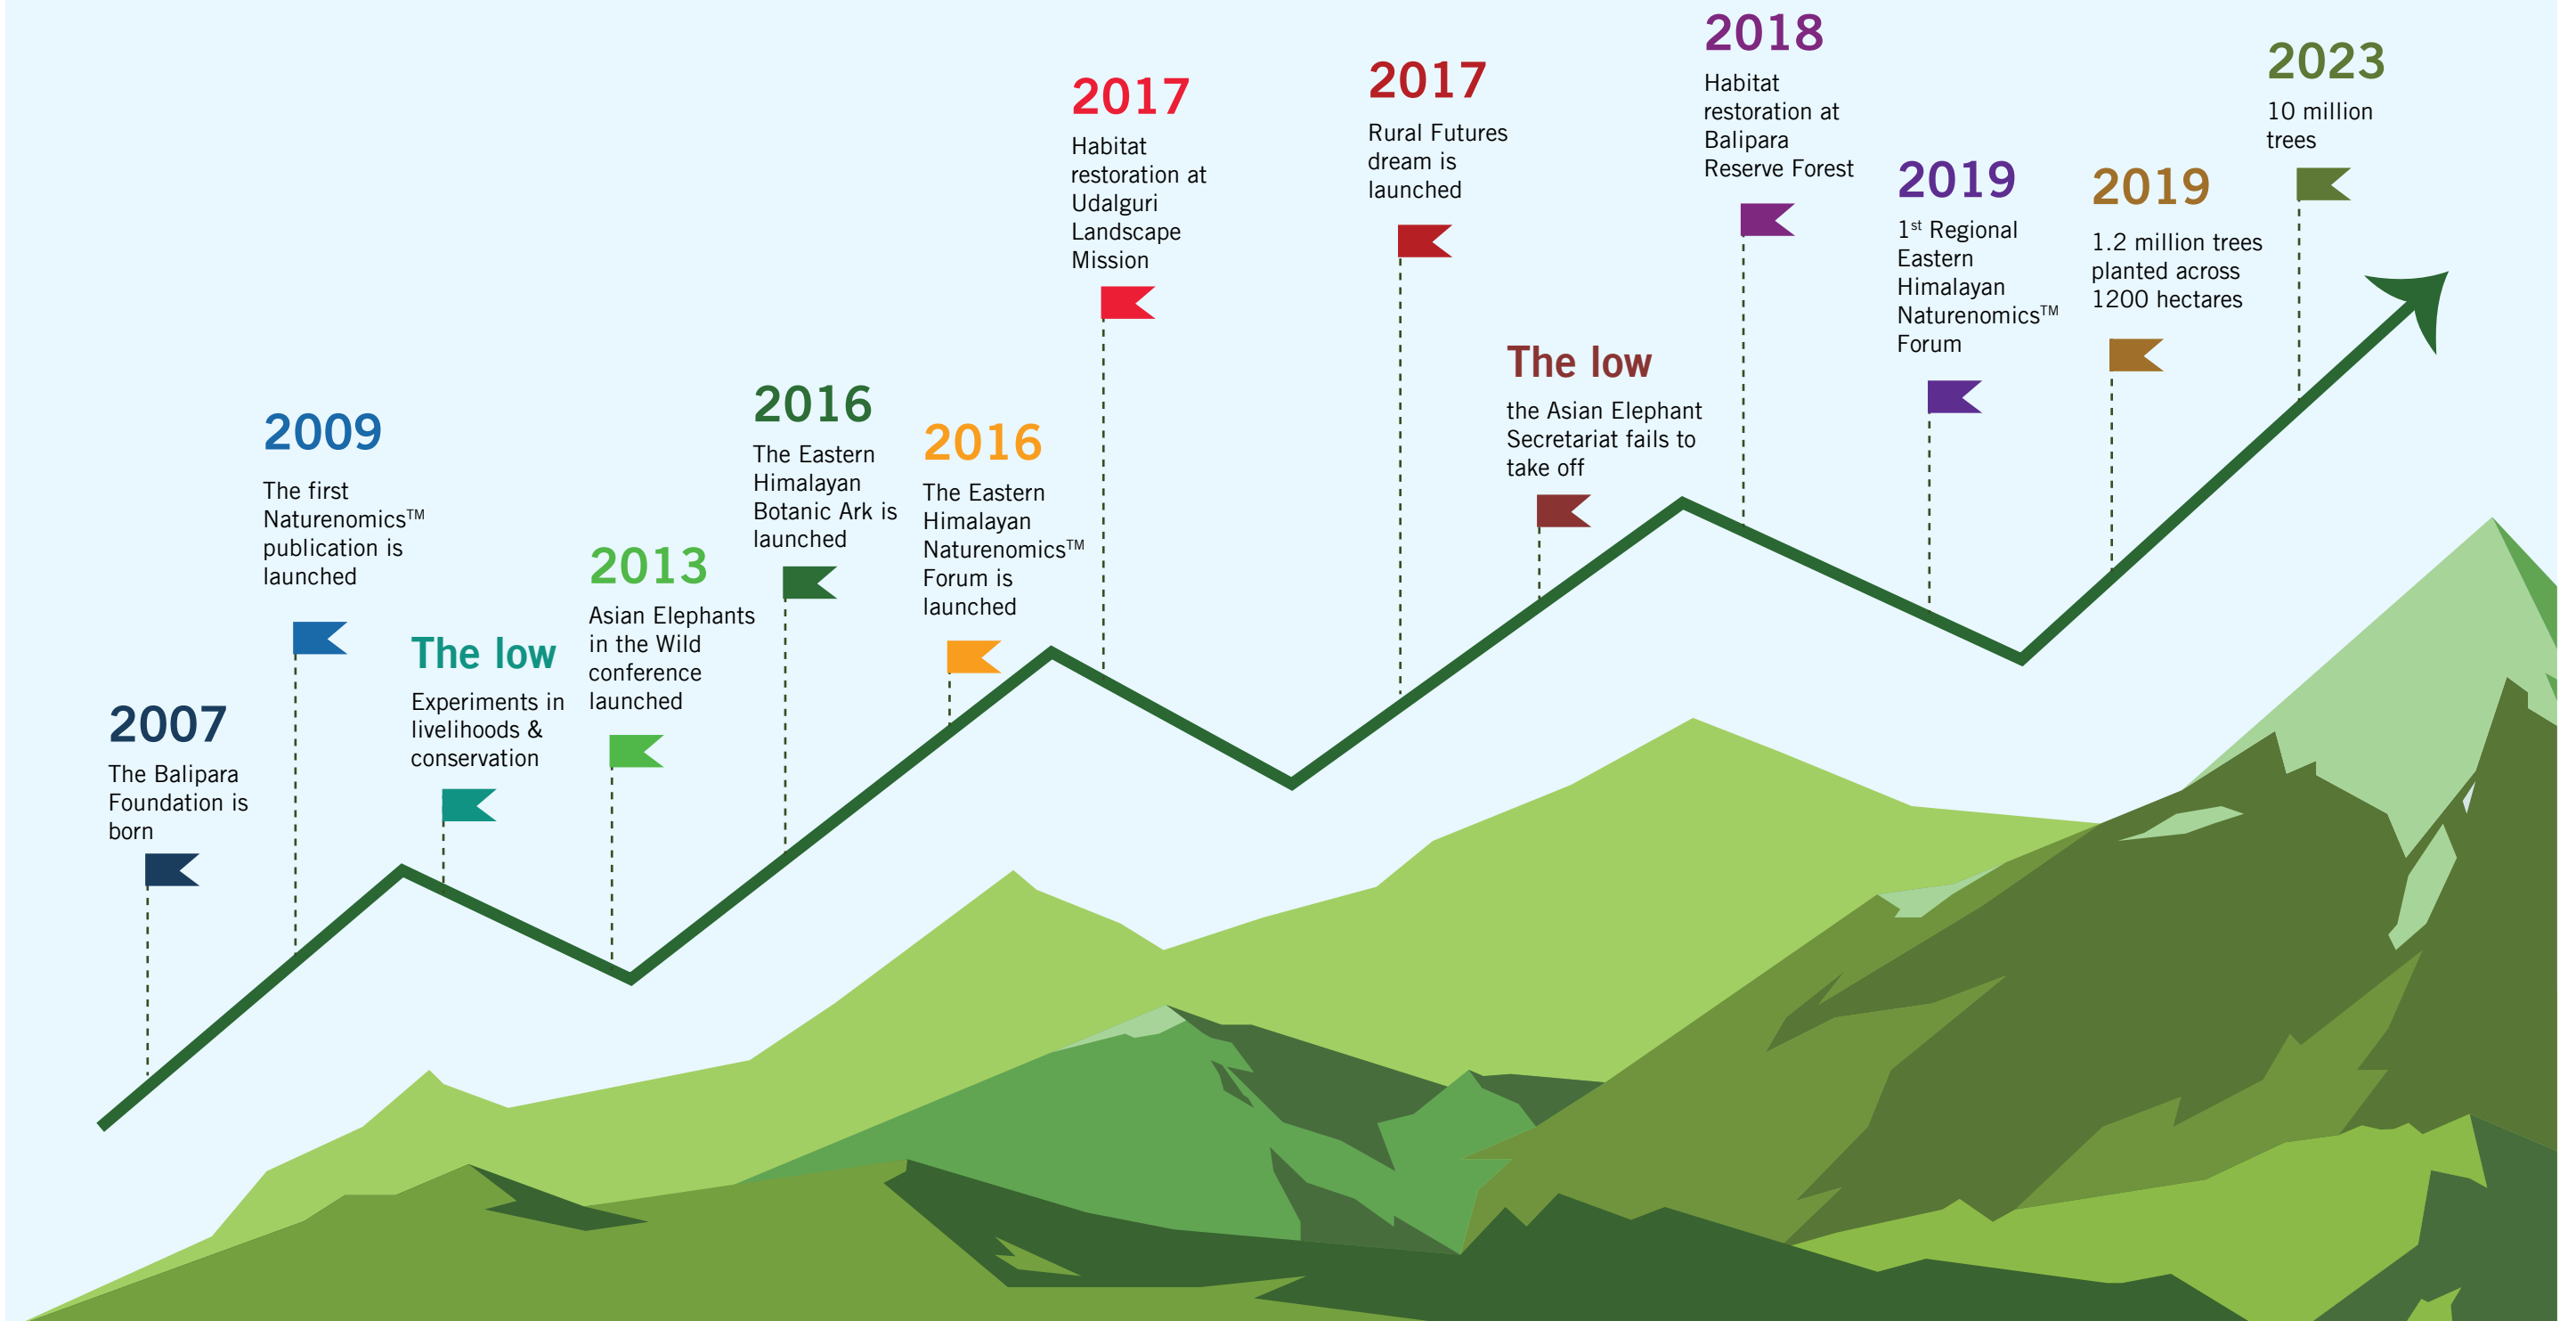 2007
The Balipara
Foundation is
born
2009
The first
Naturenomics™
publication is
launched
The low
Experiments in
livelihoods &
conservation
2013
Asian Elephants
in the Wild
conference
launched
2016
The Eastern
Himalayan
Botanic Ark is
launched
2016
The Eastern
Himalayan
Naturenomics™
Forum is
launched
2017
Habitat
restoration at
Udalguri
Landscape
Mission
2017
Rural Futures
dream is
launched
The low
the Asian Elephant
Secretariat fails to
take off
2018
Habitat
restoration at
Balipara
Reserve Forest
2019
1st Regional
Eastern
Himalayan
Naturenomics™
Forum
2019
1.2 million trees
planted across
1200 hectares
2023
10 million
trees